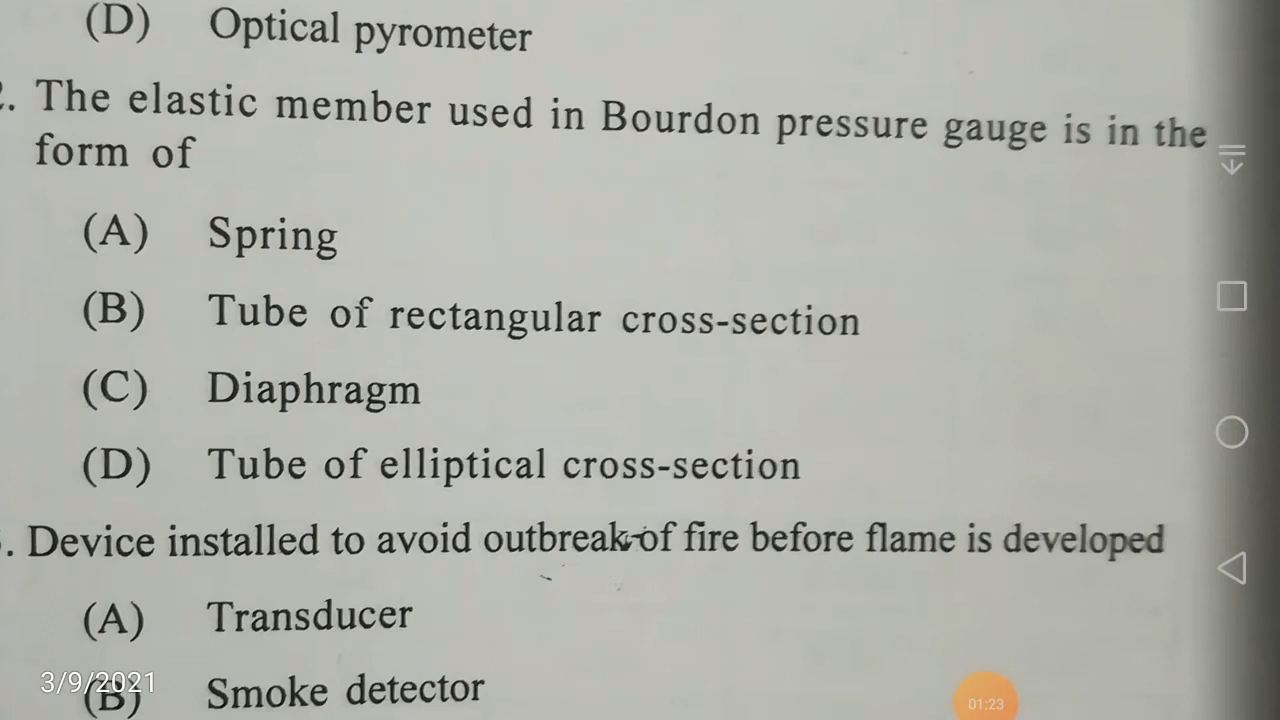 (D) Optical pyrometer
. The elastic member used in Bourdon pressure gauge is in the
form of
(A) Spring
(B) Tube of rectangular cross-section
(C) Diaphragm
(D) Tube of elliptical cross-section
. Device installed to avoid outbreak of fire before flame is developed
(A) Transducer
(B) Smoke detector
3/9/2021
01:23